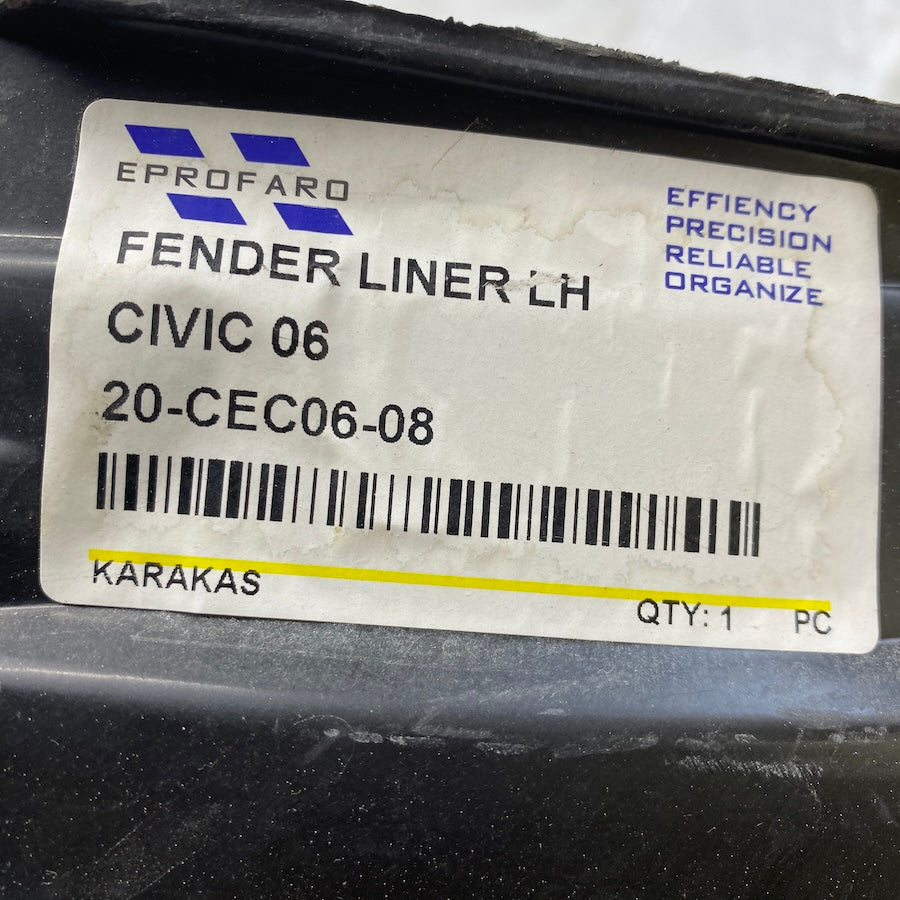 EPROFARO
EFFIENCY
PRECISION
RELIABLE
ORGANIZE
FENDER LINER LH
CIVIC 06
20-CEC06-08
KARAKAS
QTY: 1 PC